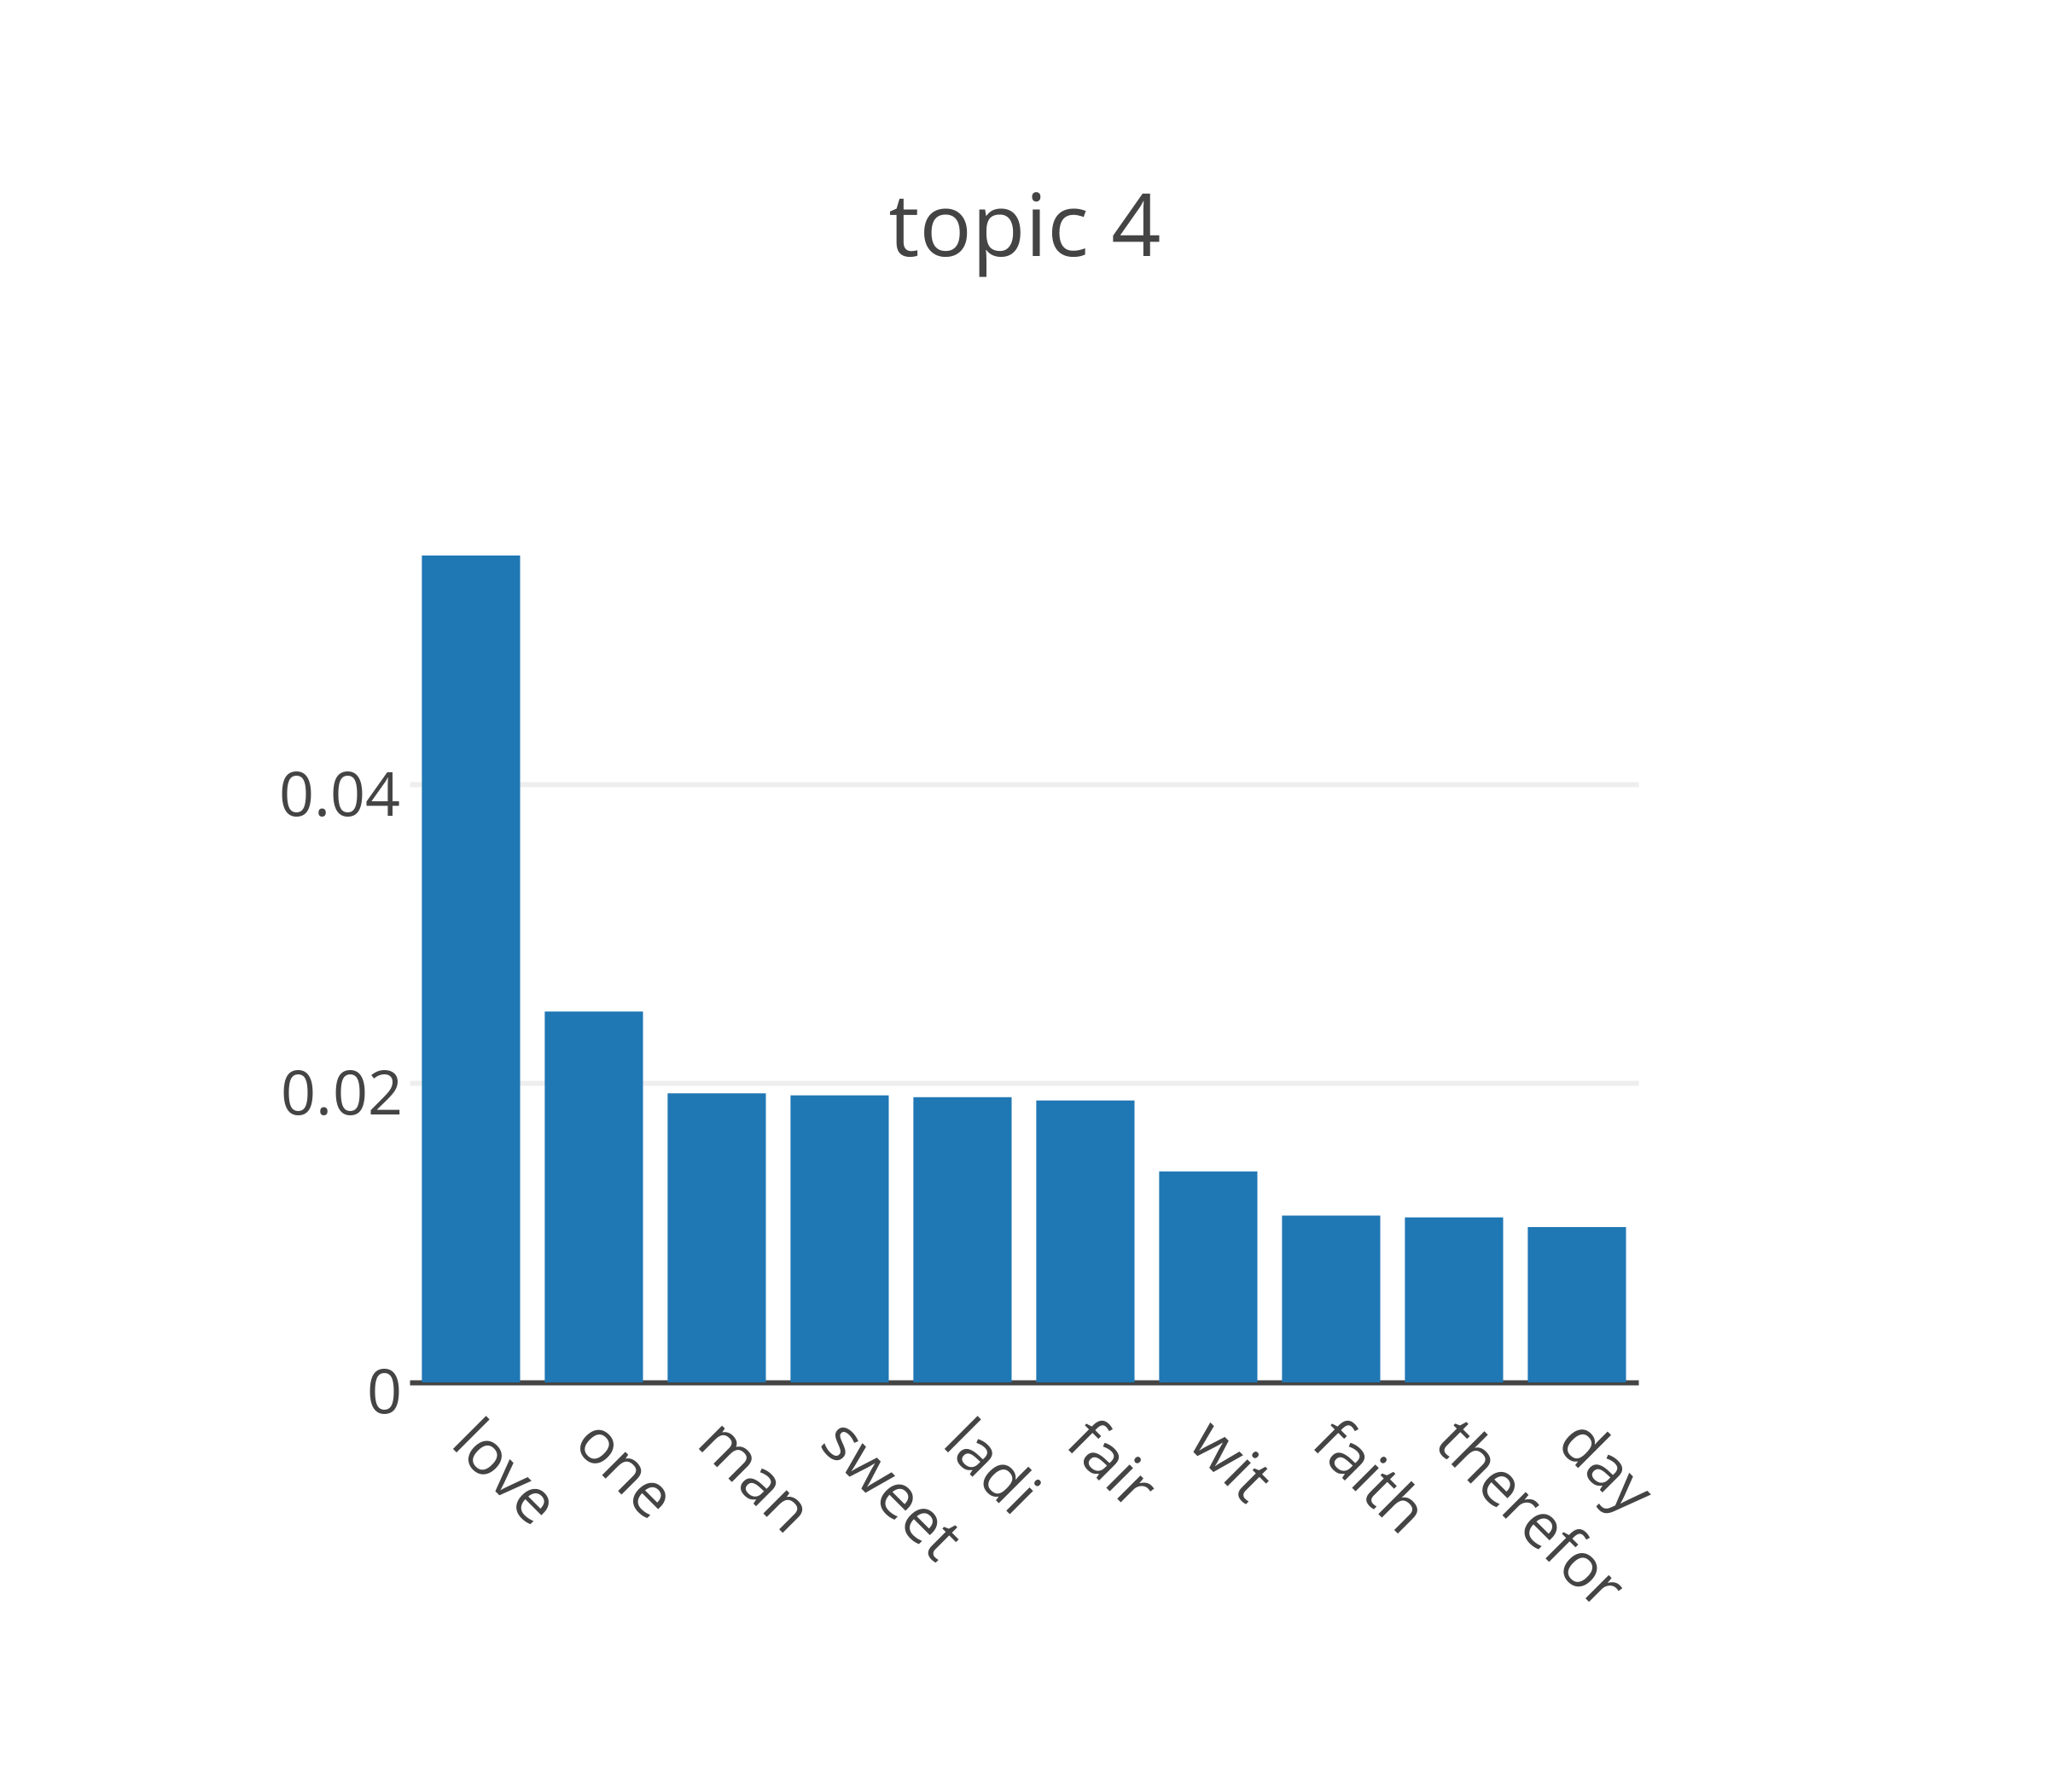 topic 4
0.04
0.02
0
love
one
man
sweet
ladi
fair
wit
faith
therefor
day